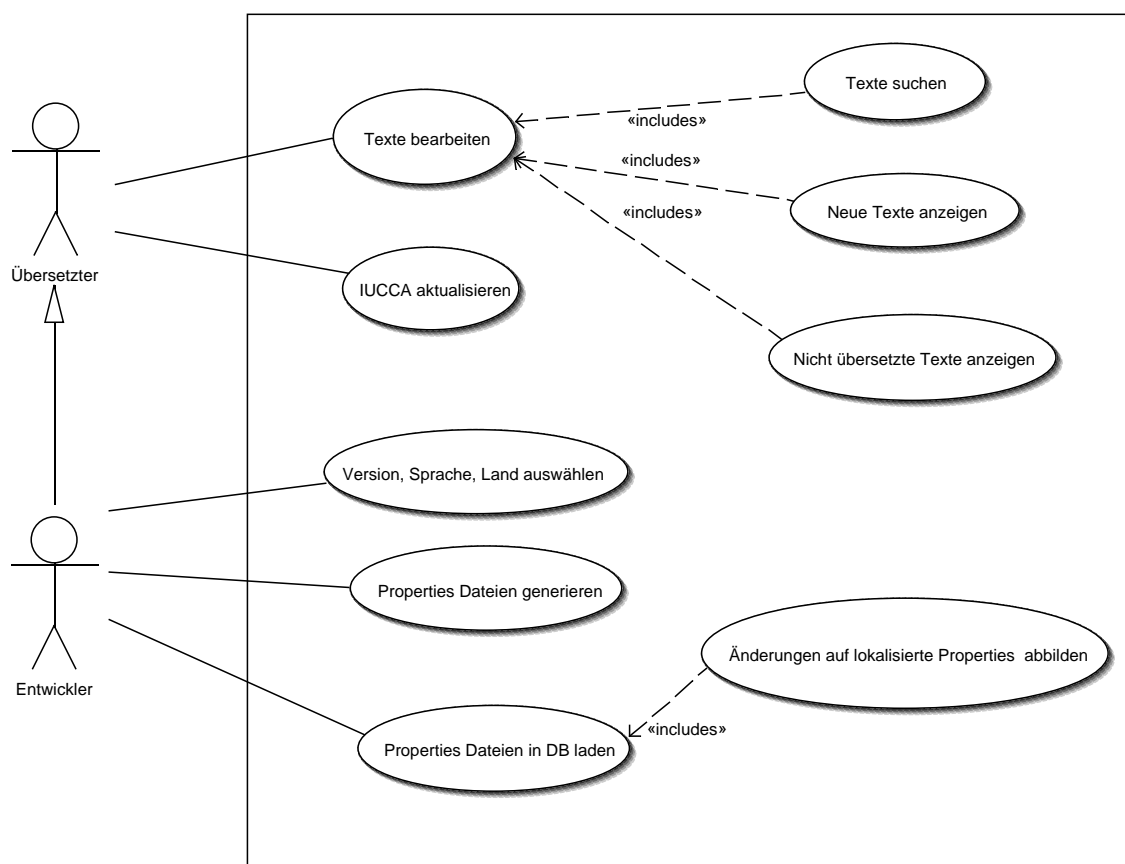 Texte suchen
Texte bearbeiten
«includes»
«includes»
Neue Texte anzeigen
«includes»
Übersetzter
IUCCA aktualisieren
Nicht übersetzte Texte anzeigen
Version, Sprache, Land auswählen
Properties Dateien generieren
Änderungen auf lokalisierte Properties abbilden
Entwickler
«includes»
Properties Dateien in DB laden